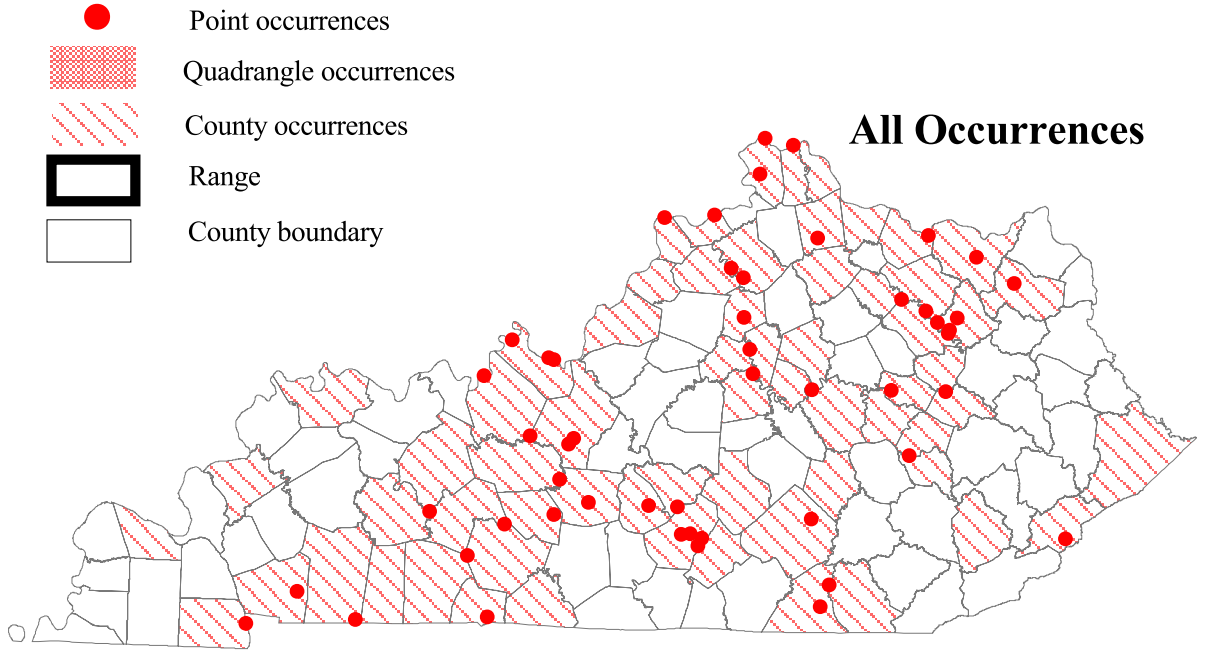 Point occurrences
Quadrangle occurrences
County occurrences
All Occurrences
Range
County boundary